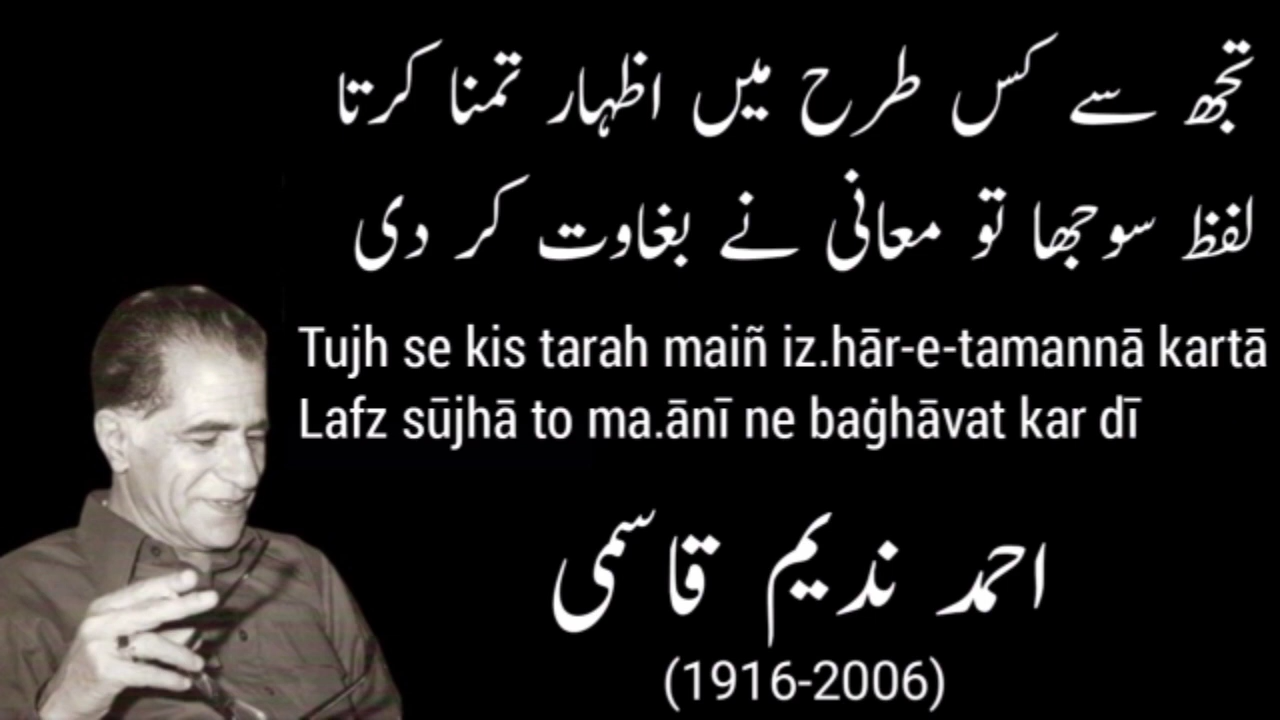 تجھ سے کس طرح میں اظہار تمنا کرتا
لفظ سوجھا تو معانی نے بغاوت کر دی
Tujh se kis tarah maiñ iz.hār-e-tamannā kartā
Lafz sūjhā to ma.ānī ne baġhāvat kar dī
احمد ندیم قاسمی
(1916-2006)